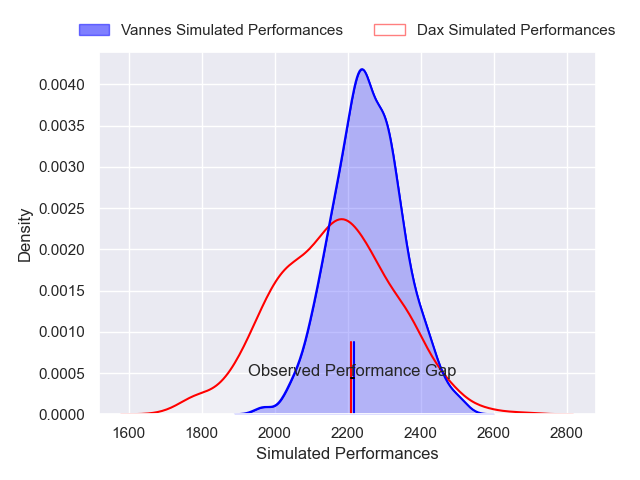 Vannes Simulated Performances Dax Simulated Performances
0.0040
0.0035
0.0030
0.0025
0.0020
0.0015
0.0010
0.0005
0.0000
Density
Observed Performance Gap
1600 1800 2000 2200 2400 2600 2800
Simulated Performances